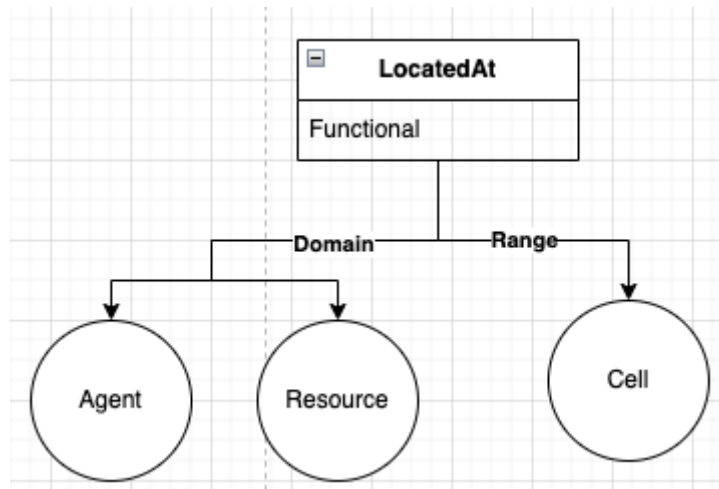 LocatedAt
Functional
Domain
Range
Agent
Resource
Cell